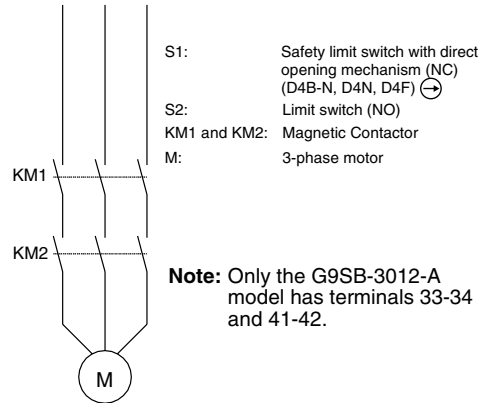 S1: Safety limit switch with direct
opening mechanism (NC)
(D4B-N, D4N, D4F)
S2: Limit switch (NO)
KM1 and KM2: Magnetic Contactor
M: 3-phase motor
KM1
KM2
Note: Only the G9SB-3012-A
model has terminals 33-34
and 41-42.
M